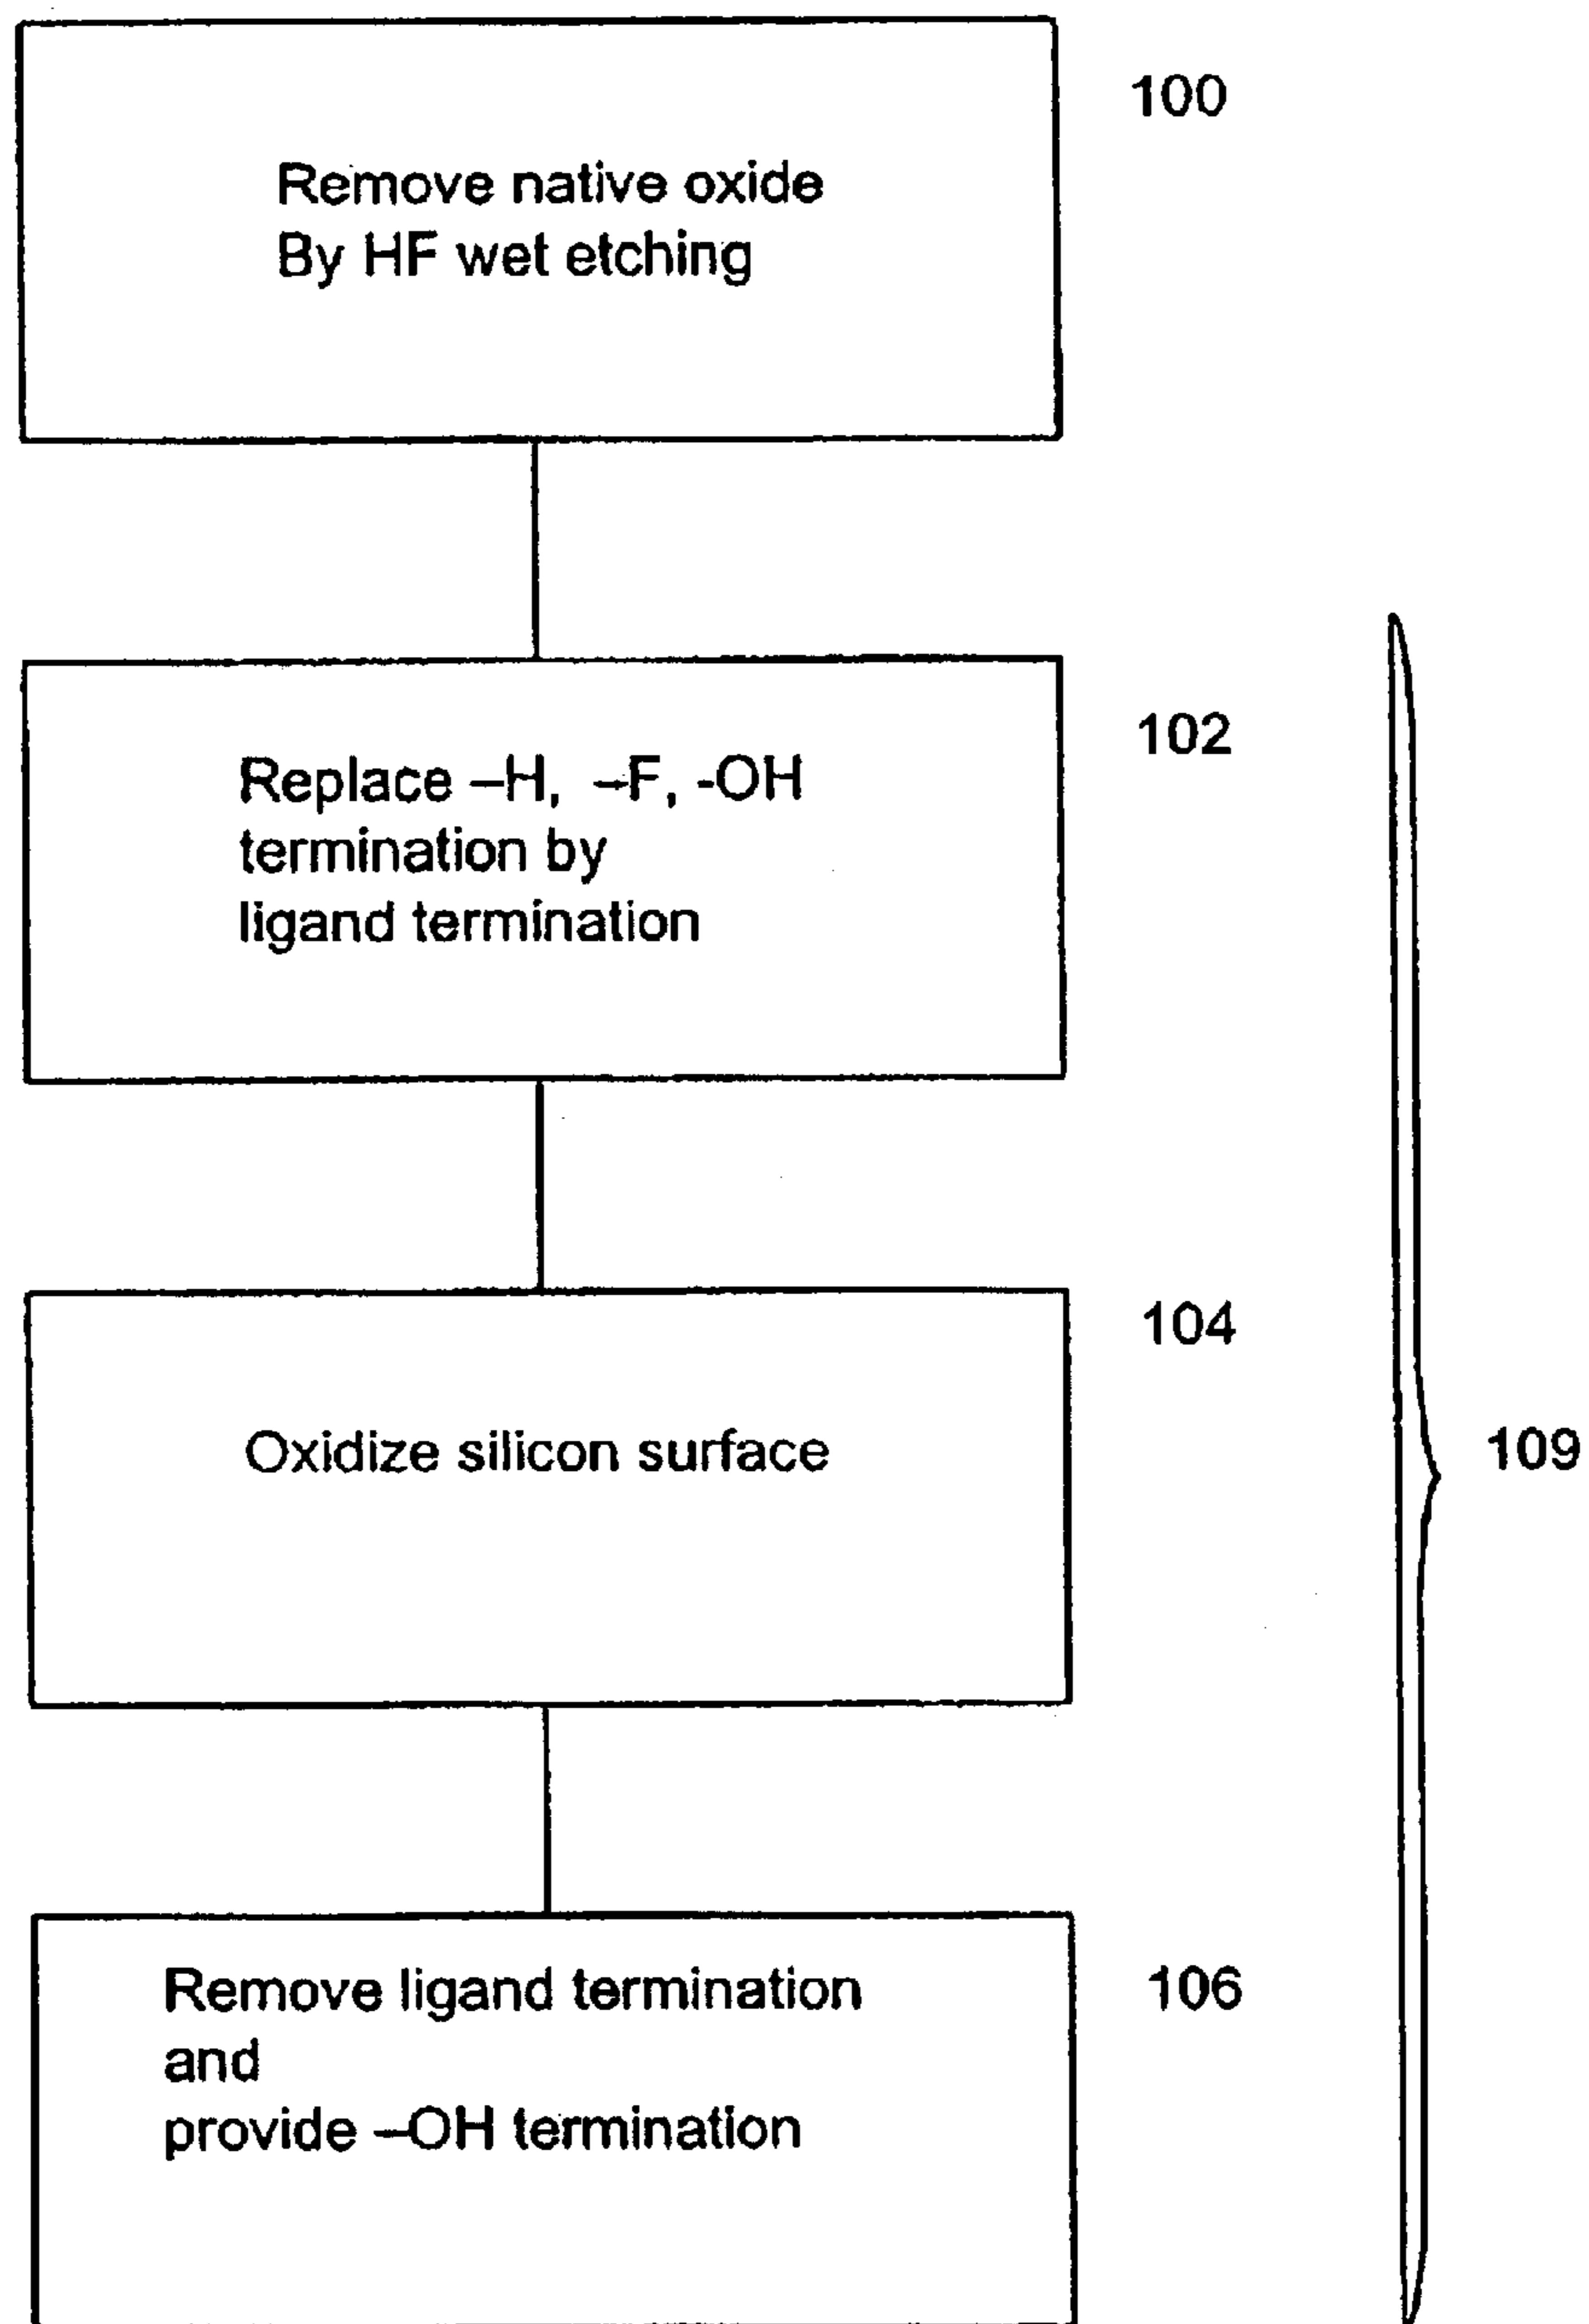 100
Remove native oxide
By HF wet etching
102
Replace –H, –F, -OH
termination by
ligand termination
104
Oxidize silicon surface
109
106
Remove ligand termination
and
provide –OH termination